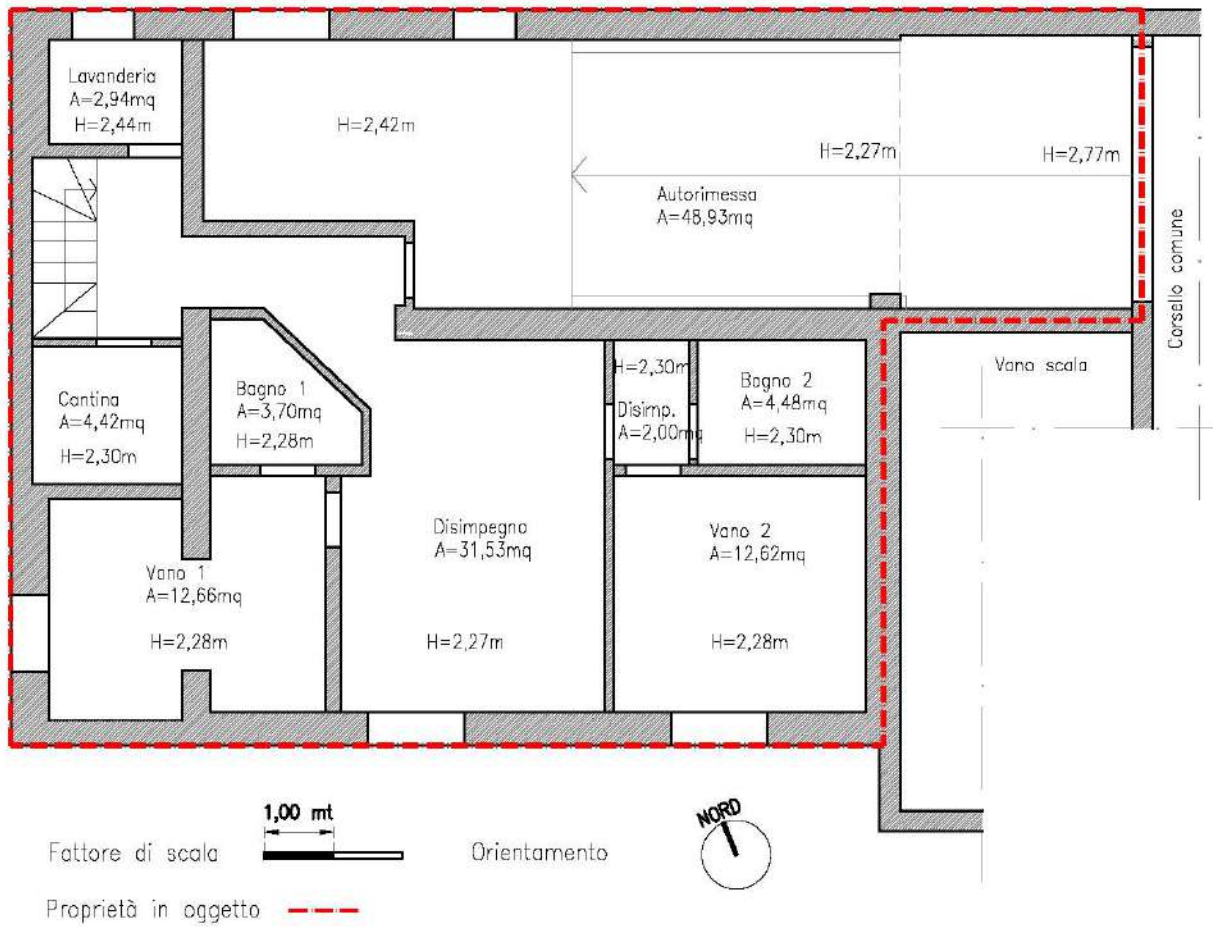 Lavanderia
A=2,94mq
H=2,44m
H=2,42m
H=2,27m
H=2,77m
Autorimessa
A=48,93mq
Corsello comune
Vano scala
Cantina
A=4,42mq
H=2,30m
Bagno 1
A=3,70mq
H=2,28m
H=2,30m
Disimp.
A=2,00mq
Bagno 2
A=4,48mq
H=2,30m
Disimpegno
A=31,53mq
H=2,27m
Vano 2
A=12,62mq
H=2,28m
Vano 1
A=12,66mq
H=2,28m
1,00 mt
Fattore di scala
Orientamento
NORD
Proprietà in oggetto